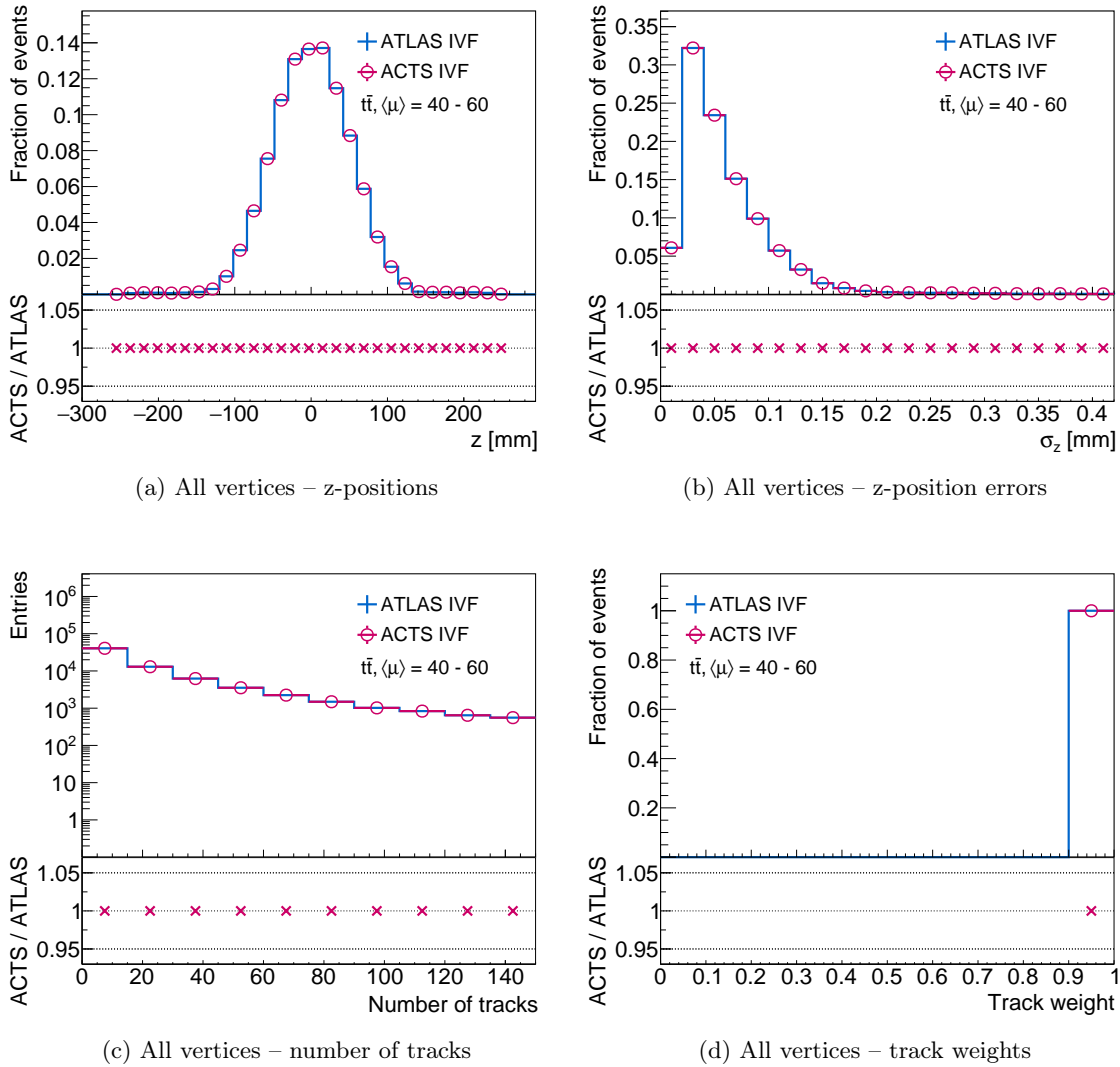 Fraction of events
0.14
0.12
0.1
0.08
0.06
0.04
0.02
ATLAS IVF
ACTS IVF
tt̄, ⟨μ⟩ = 40 - 60
ACTS / ATLAS
1.05
1
0.95
−300 −200 −100 0 100 200
z [mm]
(a) All vertices – z-positions
Fraction of events
0.35
0.3
0.25
0.2
0.15
0.1
0.05
ATLAS IVF
ACTS IVF
tt̄, ⟨μ⟩ = 40 - 60
ACTS / ATLAS
1.05
1
0.95
0 0.05 0.1 0.15 0.2 0.25 0.3 0.35 0.4
σz [mm]
(b) All vertices – z-position errors
Entries
10⁶
10⁵
10⁴
10³
10²
10
1
ATLAS IVF
ACTS IVF
tt̄, ⟨μ⟩ = 40 - 60
ACTS / ATLAS
1.05
1
0.95
0 20 40 60 80 100 120 140
Number of tracks
(c) All vertices – number of tracks
Fraction of events
1
0.8
0.6
0.4
0.2
ATLAS IVF
ACTS IVF
tt̄, ⟨μ⟩ = 40 - 60
ACTS / ATLAS
1.05
1
0.95
0 0.1 0.2 0.3 0.4 0.5 0.6 0.7 0.8 0.9 1
Track weight
(d) All vertices – track weights